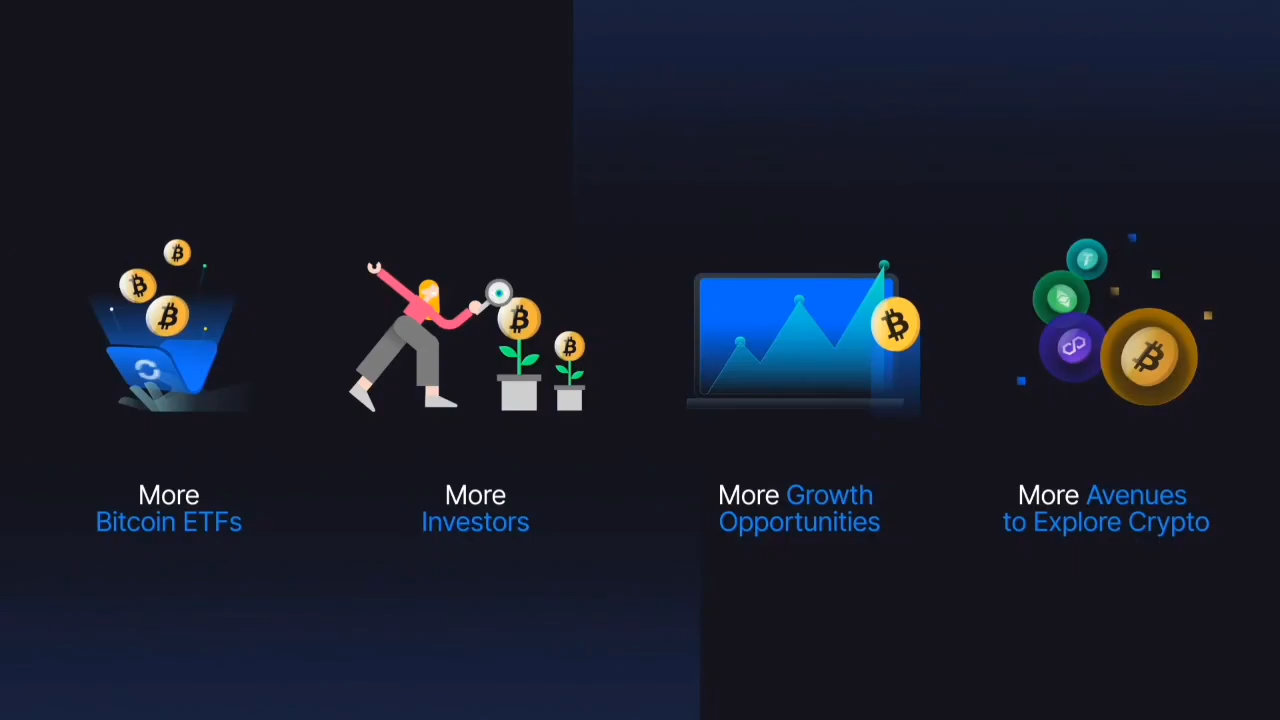 More
Bitcoin ETFs
More
Investors
More Growth
Opportunities
More Avenues
to Explore Crypto